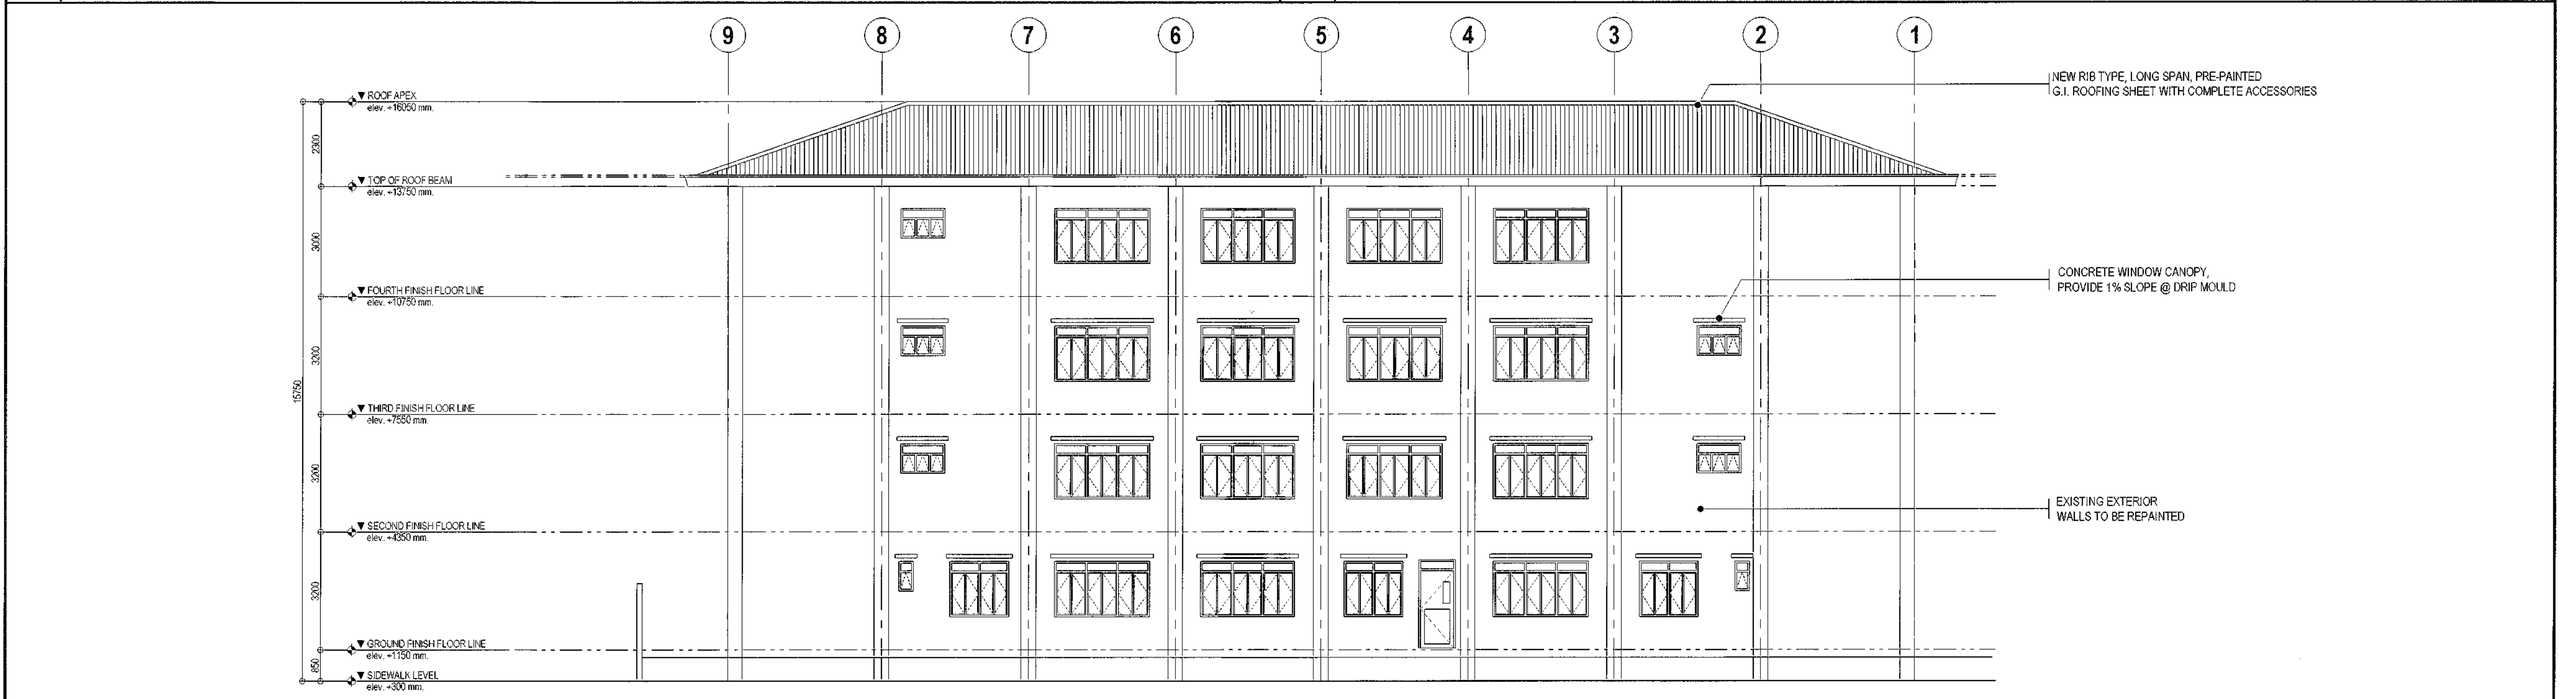 9 8 7 6 5 4 3 2 1
▼ ROOF APEX
elev. +16050 mm.
NEW RIB TYPE, LONG SPAN, PRE-PAINTED
G.I. ROOFING SHEET WITH COMPLETE ACCESSORIES
2300
▼ TOP OF ROOF BEAM
elev. +13750 mm.
3000
CONCRETE WINDOW CANOPY,
PROVIDE 1% SLOPE @ DRIP MOULD
▼ FOURTH FINISH FLOOR LINE
elev. +10750 mm.
3200
15750
▼ THIRD FINISH FLOOR LINE
elev. +7550 mm.
3200
EXISTING EXTERIOR
WALLS TO BE REPAINTED
▼ SECOND FINISH FLOOR LINE
elev. +4350 mm.
3200
▼ GROUND FINISH FLOOR LINE
elev. +1150 mm.
850
▼ SIDEWALK LEVEL
elev. +300 mm.